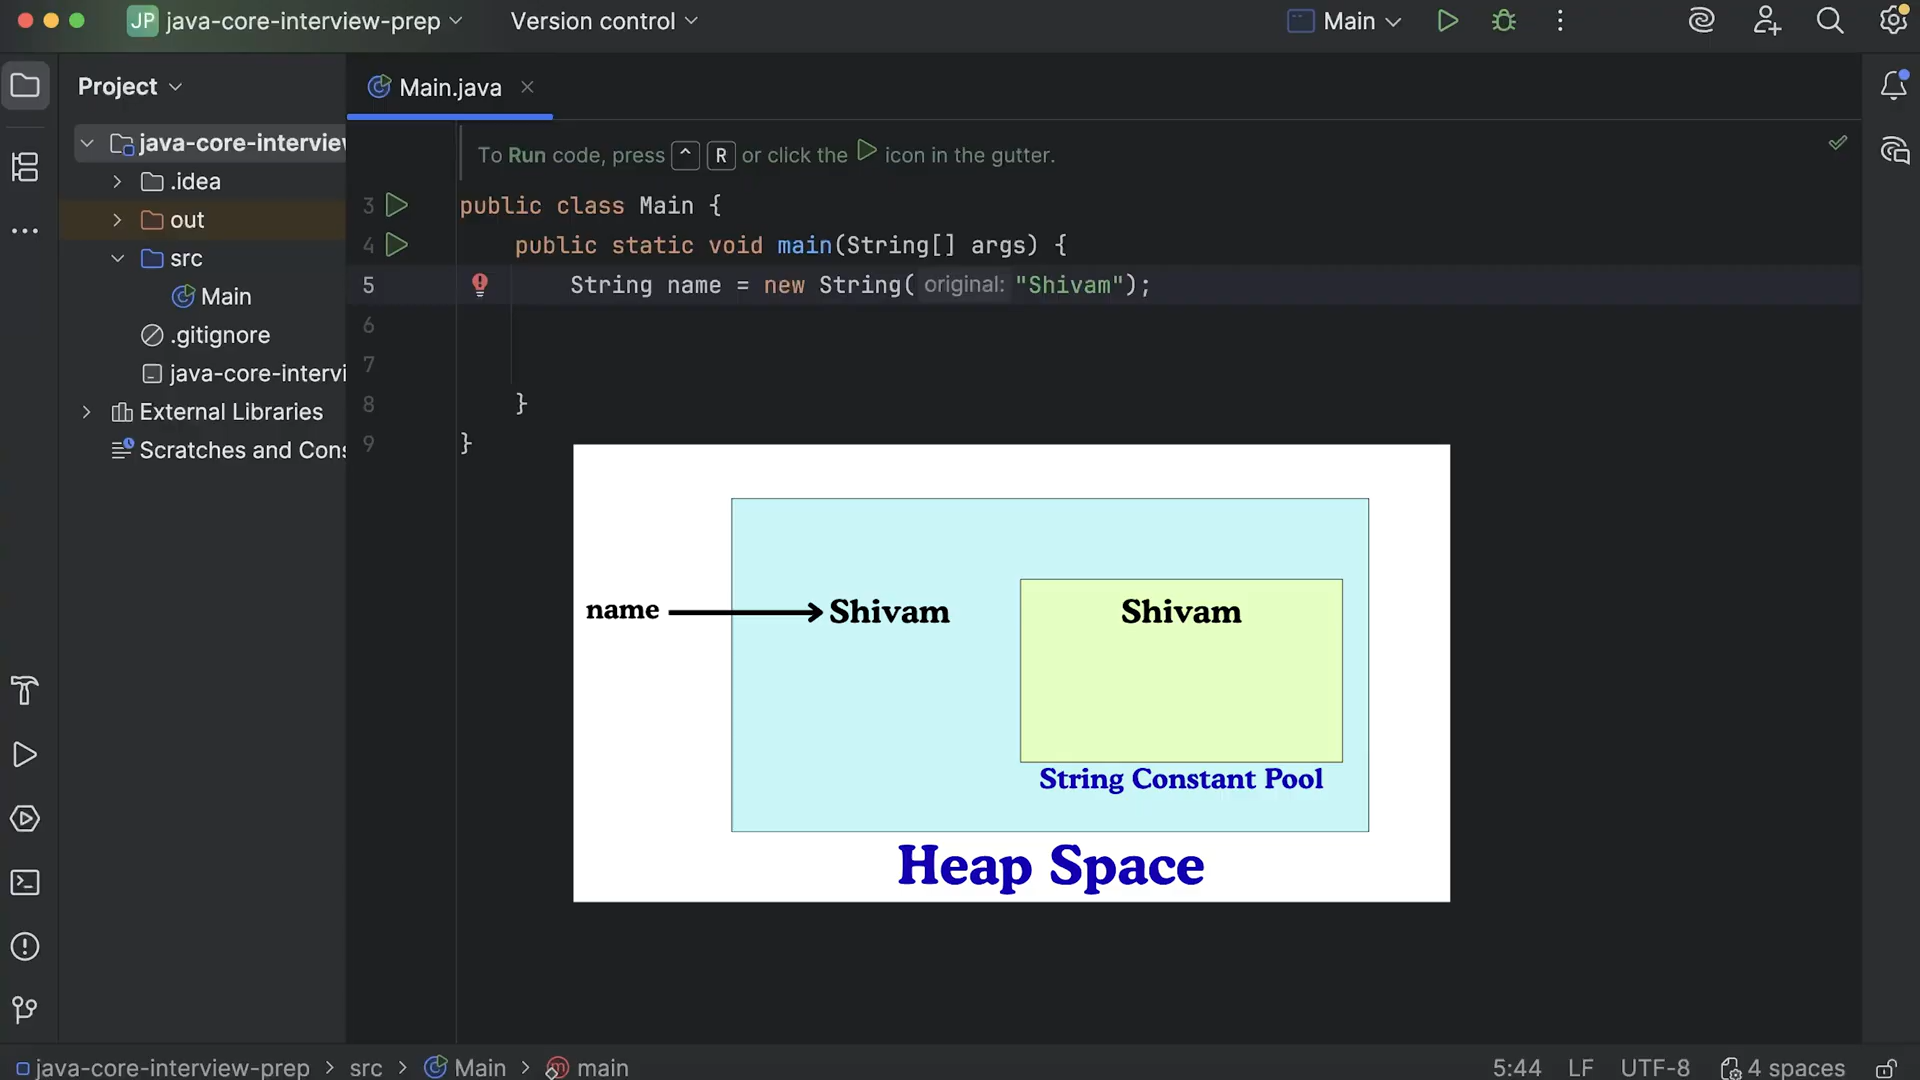 JP java-core-interview-prep Version control Main
Project
Main.java
java-core-intervie
.idea
out
src
Main
.gitignore
java-core-intervi
External Libraries
Scratches and Cons
To Run code, press ^ R or click the icon in the gutter.
3 public class Main {
4 public static void main(String[] args) {
5 String name = new String( original: "Shivam");
6
7
8 }
9 }
name Shivam Shivam
String Constant Pool
Heap Space
java-core-interview-prep > src > Main > main 5:44 LF UTF-8 4 spaces